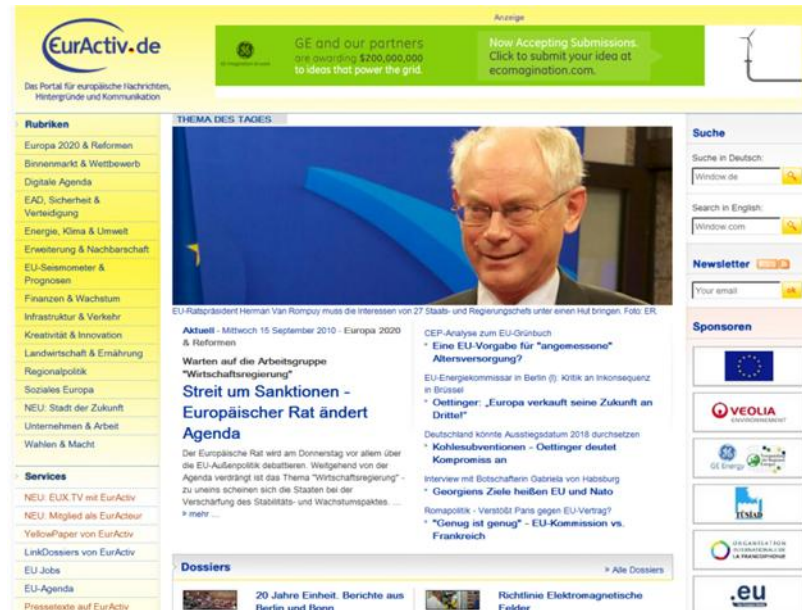 Anzeige
EurActiv.de
Das Portal für europäische Nachrichten,
Hintergründe und Kommunikation
GE and our partners
are awarding $200,000,000
to ideas that power the grid.
Now Accepting Submissions.
Click to submit your idea at
ecomagination.com.
Rubriken
Europa 2020 & Reformen
Binnenmarkt & Wettbewerb
Digitale Agenda
EAD, Sicherheit &
Verteidigung
Energie, Klima & Umwelt
Erweiterung & Nachbarschaft
EU-Seismometer &
Prognosen
Finanzen & Wachstum
Infrastruktur & Verkehr
Kreativität & Innovation
Landwirtschaft & Ernährung
Regionalpolitik
Soziales Europa
NEU: Stadt der Zukunft
Unternehmen & Arbeit
Wahlen & Macht
Services
NEU: EUX.TV mit EurActiv
NEU: Mitglied als EurActeur
YellowPaper von EurActiv
LinkDossiers von EurActiv
EU Jobs
EU-Agenda
Pressetexte auf EurActiv
THEMA DES TAGES
EU-Ratspräsident Herman Van Rompuy muss die Interessen von 27 Staats- und Regierungschefs unter einen Hut bringen. Foto: ER.
Aktuell - Mittwoch 15 September 2010 - Europa 2020
& Reformen
Warten auf die Arbeitsgruppe
"Wirtschaftsregierung"
Streit um Sanktionen -
Europäischer Rat ändert
Agenda
Der Europäische Rat wird am Donnerstag vor allem über
die EU-Außenpolitik debattieren. Weitgehend von der
Agenda verdrängt ist das Thema "Wirtschaftsregierung" -
zu uneins scheinen sich die Staaten bei der
Verschärfung des Stabilitäts- und Wachstumspaktes. ...
» mehr ...
CEP-Analyse zum EU-Grünbuch
Eine EU-Vorgabe für "angemessene"
Altersversorgung?
EU-Energiekommissar in Berlin (I): Kritik an Inkonsequenz
in Brüssel
Oettinger: „Europa verkauft seine Zukunft an
Dritte!"
Deutschland könnte Ausstiegsdatum 2018 durchsetzen
Kohlesubventionen - Oettinger deutet
Kompromiss an
Interview mit Botschafterin Gabriela von Habsburg
Georgiens Ziele heißen EU und Nato
Romapolitik - Verstößt Paris gegen EU-Vertrag?
"Genug ist genug" - EU-Kommission vs.
Frankreich
Dossiers
» Alle Dossiers
20 Jahre Einheit. Berichte aus
Berlin und Bonn
Richtlinie Elektromagnetische
Felder
Suche
Suche in Deutsch:
Window.de
Search in English:
Window.com
Newsletter
Your email
ok
Sponsoren
VEOLIA
ENVIRONNEMENT
GE Energy
TÜSİAD
ORGANISATION
INTERNATIONALE DE
LA FRANCOPHONIE
.eu